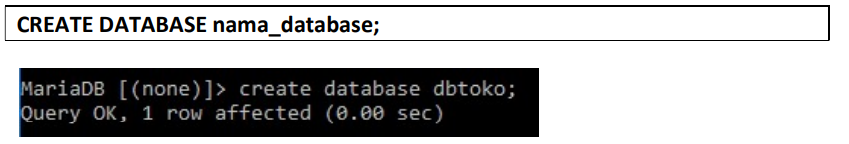 CREATE DATABASE nama_database;
MariaDB [(none)]> create database dbtoko;
Query OK, 1 row affected (0.00 sec)